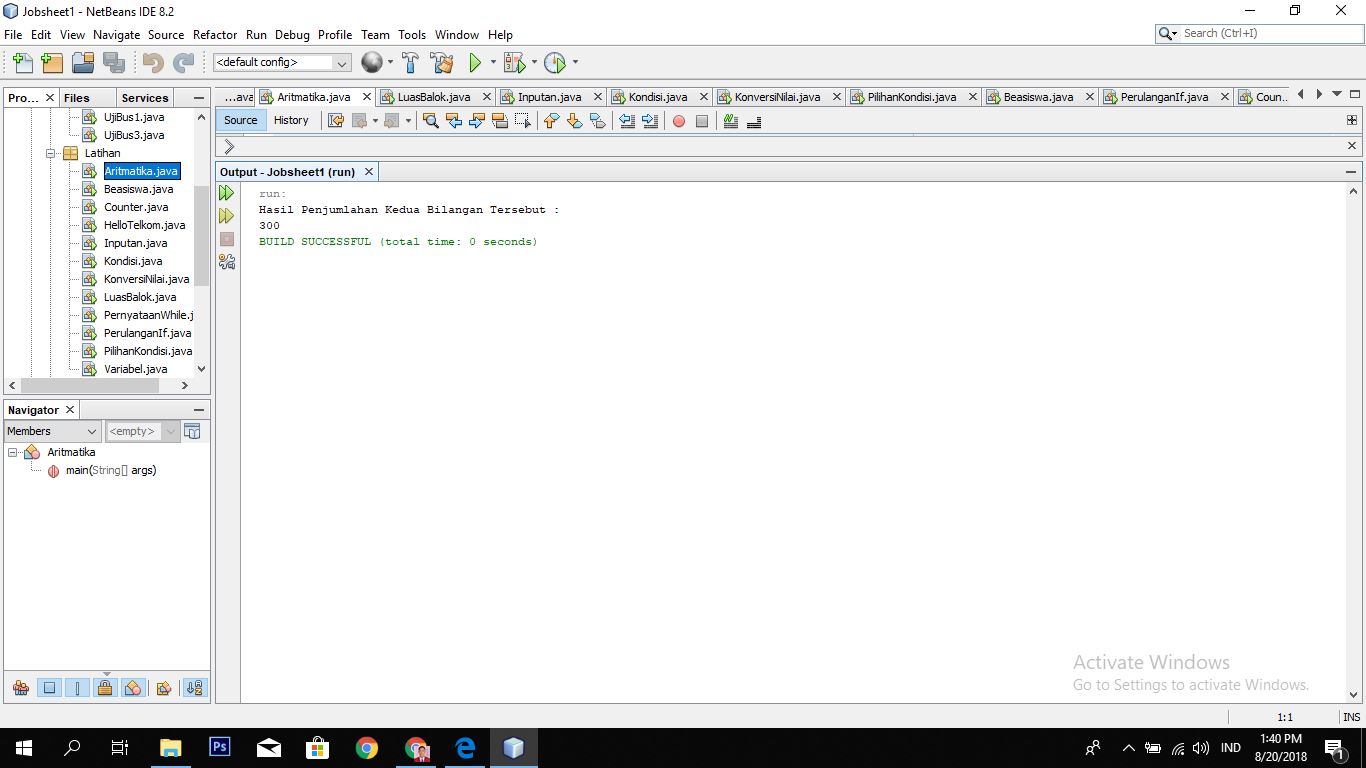 Jobsheet1 - NetBeans IDE 8.2
File Edit View Navigate Source Refactor Run Debug Profile Team Tools Window Help
Search (Ctrl+I)
<default config>
Pro... Files Services
...ava Aritmatika.java LuasBalok.java Inputan.java Kondisi.java KonversiNilai.java PilihanKondisi.java Beasiswa.java PerulanganIf.java Coun...
Source History
UjiBus1.java
UjiBus3.java
Latihan
Aritmatika.java
Beasiswa.java
Counter.java
HelloTelkom.java
Inputan.java
Kondisi.java
KonversiNilai.java
LuasBalok.java
PernyataanWhile.j
PerulanganIf.java
PilihanKondisi.java
Variabel.java
Output - Jobsheet1 (run)
run:
Hasil Penjumlahan Kedua Bilangan Tersebut :
300
BUILD SUCCESSFUL (total time: 0 seconds)
Navigator
Members <empty>
Aritmatika
main(String[] args)
Activate Windows
Go to Settings to activate Windows.
1:1 INS
Ps
IND
1:40 PM
8/20/2018
1